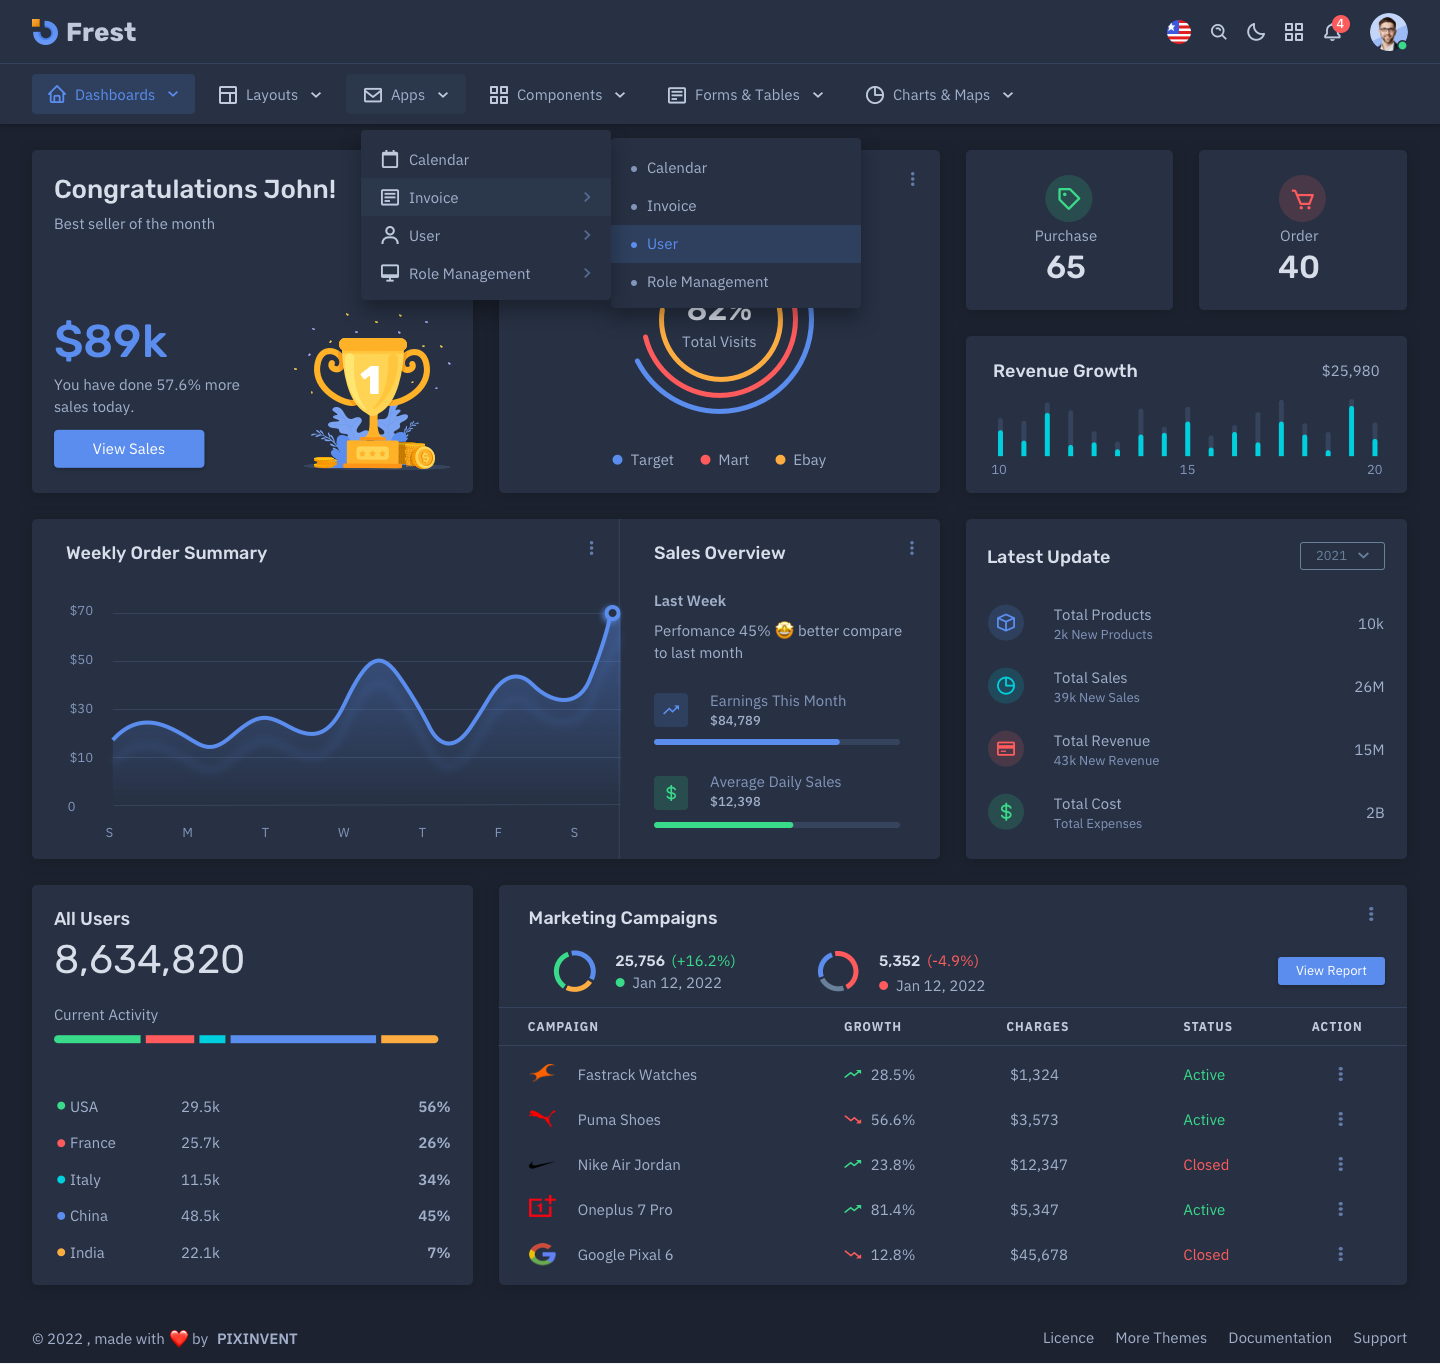 Frest
4
Dashboards
Layouts
Apps
Components
Forms & Tables
Charts & Maps
Calendar
Invoice
User
Role Management
Calendar
Invoice
User
Role Management
Congratulations John!
Best seller of the month
$89k
You have done 57.6% more
sales today.
View Sales
1
82%
Total Visits
Target
Mart
Ebay
Purchase
65
Order
40
Revenue Growth
$25,980
10
15
20
Weekly Order Summary
$70
$50
$30
$10
0
S
M
T
W
T
F
S
Sales Overview
Last Week
Perfomance 45% 🤩 better compare
to last month
Earnings This Month
$84,789
Average Daily Sales
$12,398
Latest Update
2021
Total Products
2k New Products
10k
Total Sales
39k New Sales
26M
Total Revenue
43k New Revenue
15M
Total Cost
Total Expenses
2B
All Users
8,634,820
Current Activity
USA 29.5k 56%
France 25.7k 26%
Italy 11.5k 34%
China 48.5k 45%
India 22.1k 7%
Marketing Campaigns
25,756 (+16.2%)
Jan 12, 2022
5,352 (-4.9%)
Jan 12, 2022
View Report
CAMPAIGN GROWTH CHARGES STATUS ACTION
Fastrack Watches 28.5% $1,324 Active
Puma Shoes 56.6% $3,573 Active
Nike Air Jordan 23.8% $12,347 Closed
Oneplus 7 Pro 81.4% $5,347 Active
Google Pixal 6 12.8% $45,678 Closed
© 2022 , made with ❤️ by PIXINVENT
Licence
More Themes
Documentation
Support